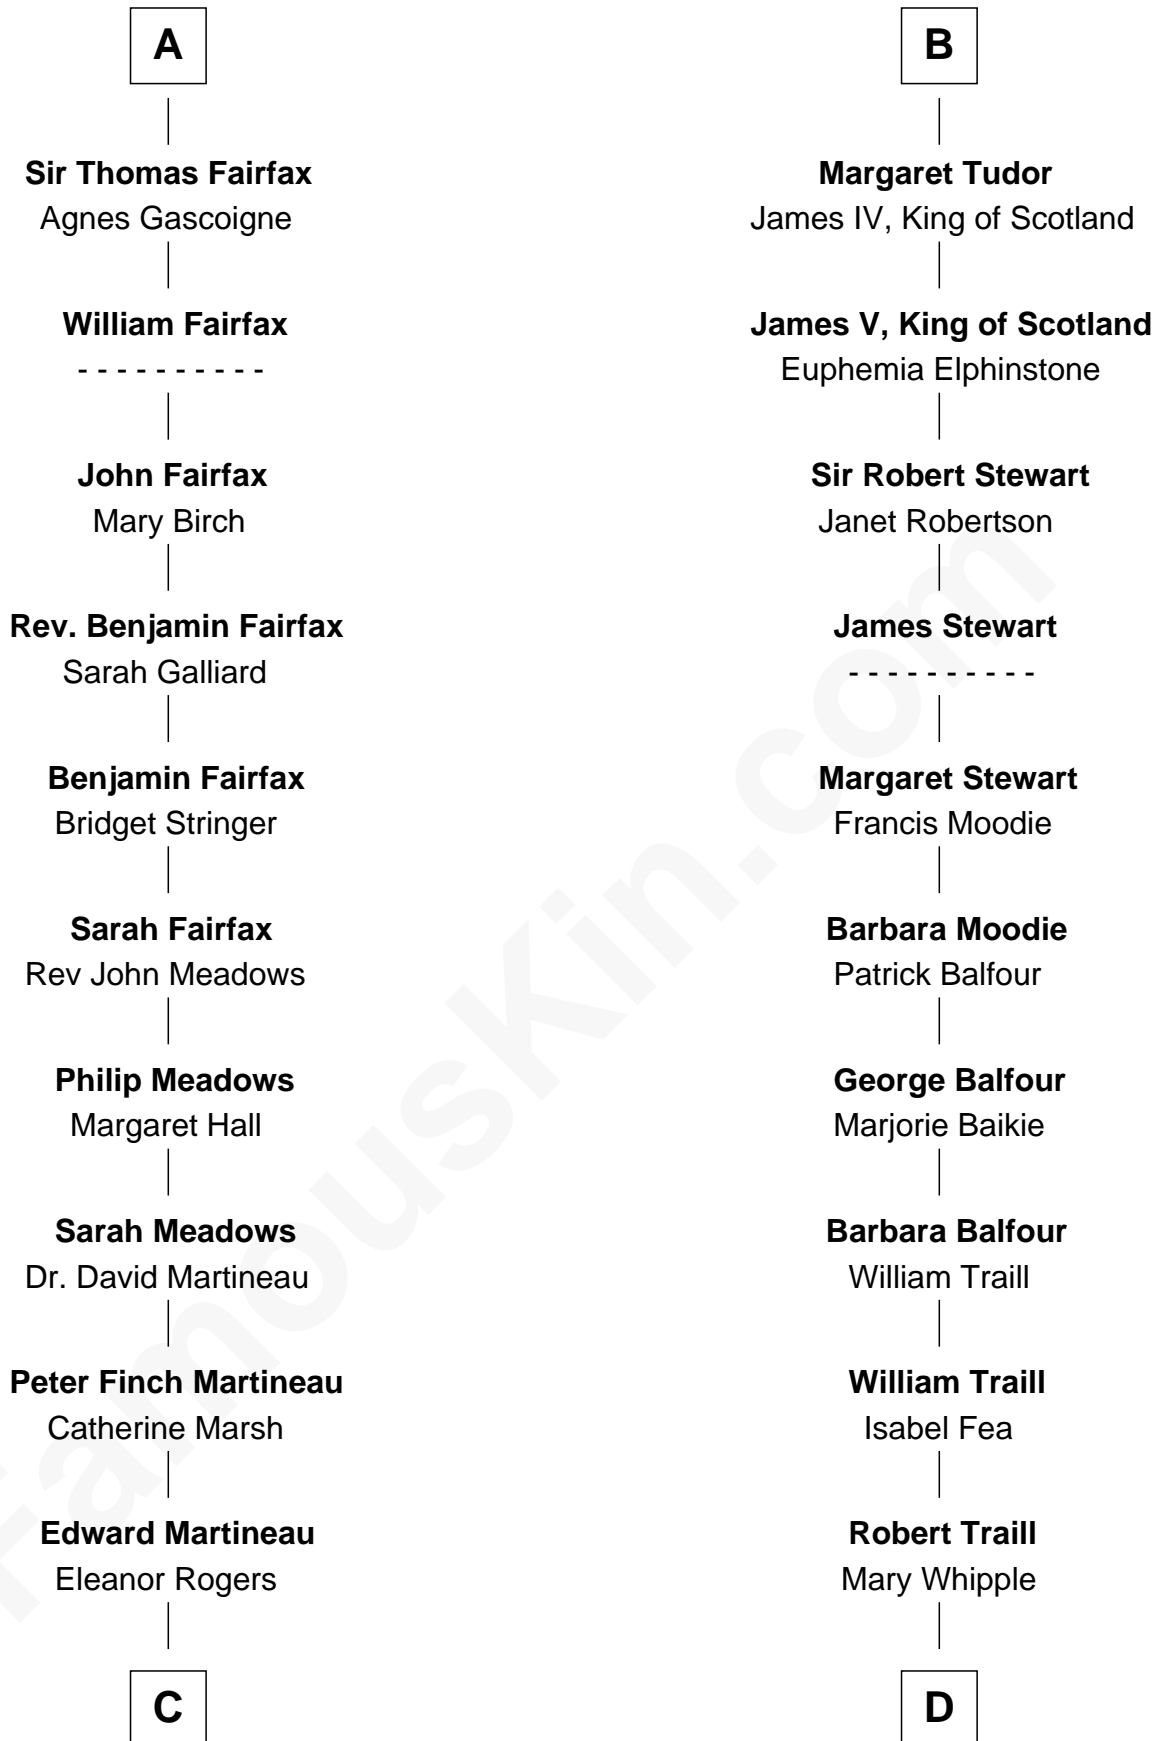 A
Sir Thomas Fairfax
Agnes Gascoigne
William Fairfax
- - - - - - - - - -
John Fairfax
Mary Birch
Rev. Benjamin Fairfax
Sarah Galliard
Benjamin Fairfax
Bridget Stringer
Sarah Fairfax
Rev John Meadows
Philip Meadows
Margaret Hall
Sarah Meadows
Dr. David Martineau
Peter Finch Martineau
Catherine Marsh
Edward Martineau
Eleanor Rogers
C
B
Margaret Tudor
James IV, King of Scotland
James V, King of Scotland
Euphemia Elphinstone
Sir Robert Stewart
Janet Robertson
James Stewart
- - - - - - - - - -
Margaret Stewart
Francis Moodie
Barbara Moodie
Patrick Balfour
George Balfour
Marjorie Baikie
Barbara Balfour
William Traill
William Traill
Isabel Fea
Robert Traill
Mary Whipple
D
FamousKin.com